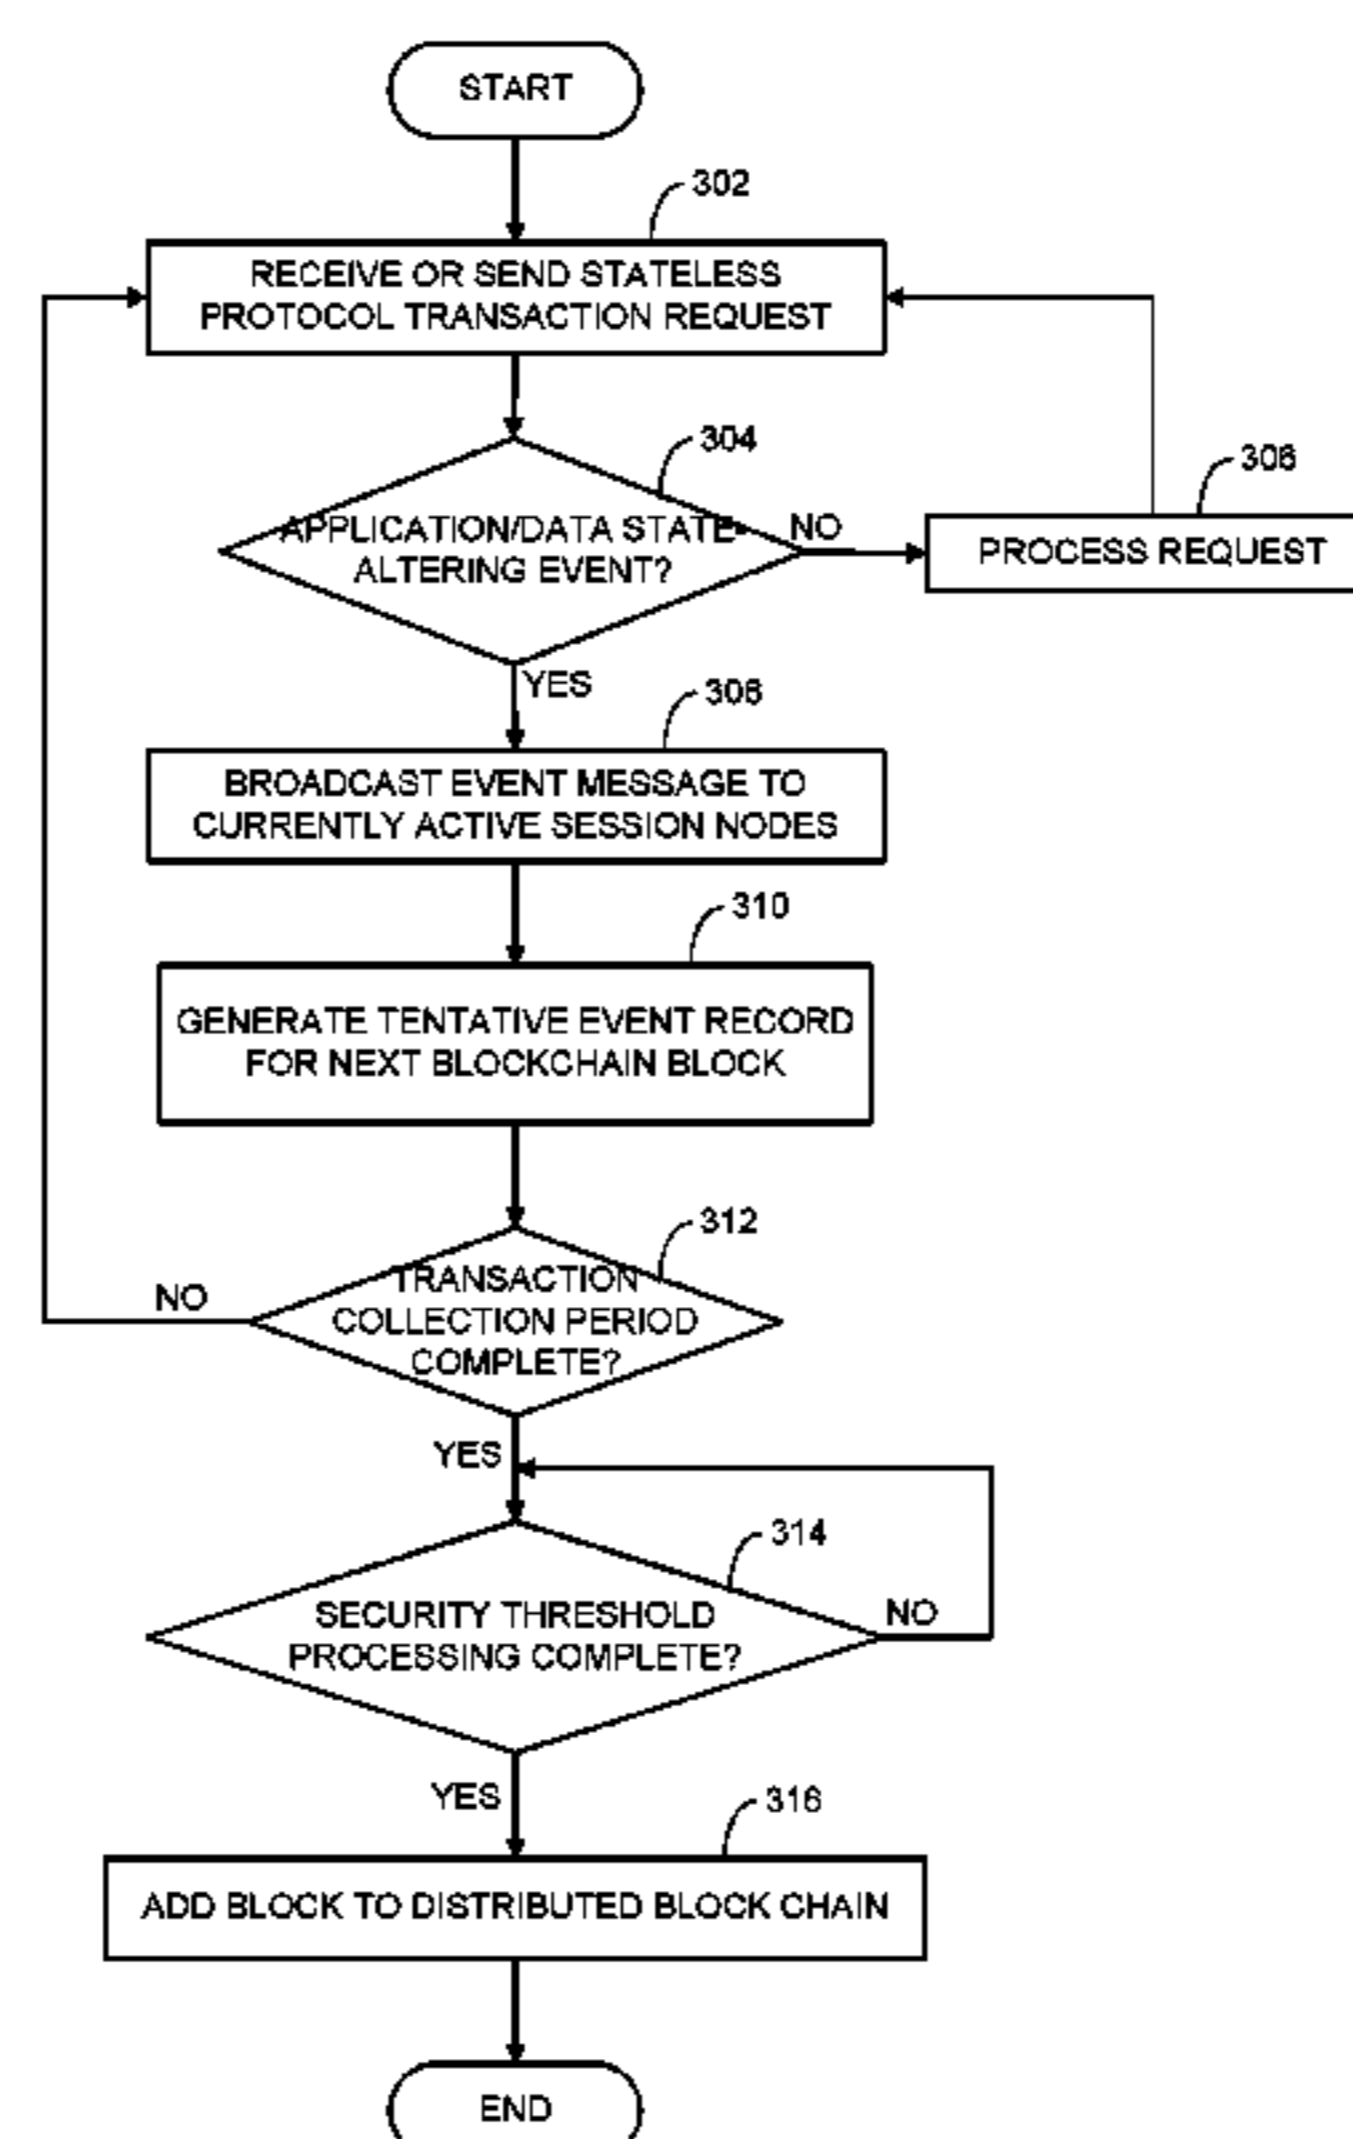 START
302
RECEIVE OR SEND STATELESS
PROTOCOL TRANSACTION REQUEST
304
APPLICATION/DATA STATE-
ALTERING EVENT?
NO
306
PROCESS REQUEST
YES
308
BROADCAST EVENT MESSAGE TO
CURRENTLY ACTIVE SESSION NODES
310
GENERATE TENTATIVE EVENT RECORD
FOR NEXT BLOCKCHAIN BLOCK
312
TRANSACTION
COLLECTION PERIOD
COMPLETE?
NO
YES
314
SECURITY THRESHOLD
PROCESSING COMPLETE?
NO
YES
316
ADD BLOCK TO DISTRIBUTED BLOCK CHAIN
END